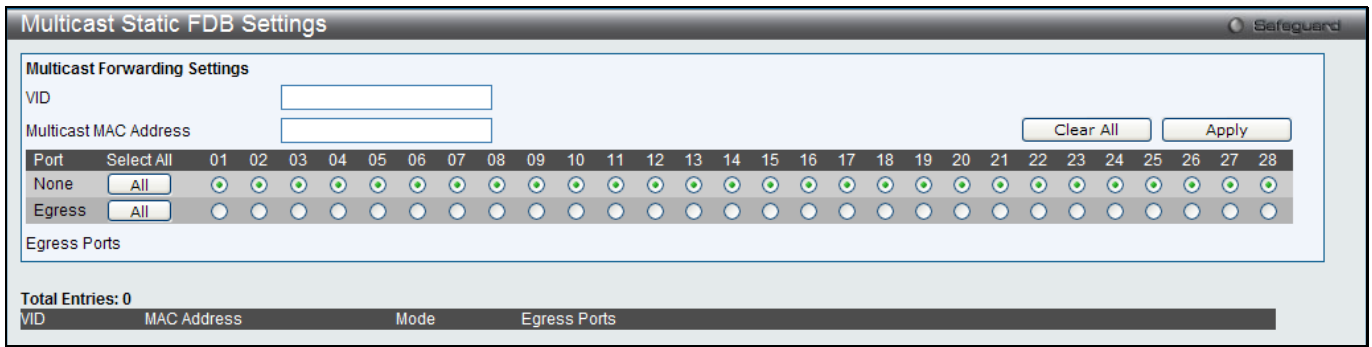 Multicast Static FDB Settings Safeguard
Multicast Forwarding Settings
VID
Multicast MAC Address Clear All Apply
Port Select All 01 02 03 04 05 06 07 08 09 10 11 12 13 14 15 16 17 18 19 20 21 22 23 24 25 26 27 28
None All
Egress All
Egress Ports
Total Entries: 0
VID MAC Address Mode Egress Ports